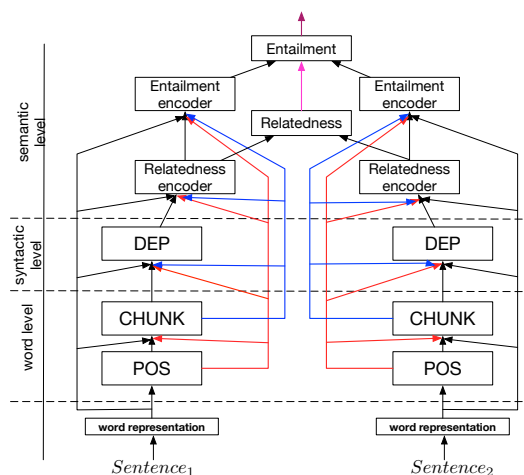 Entailment
Entailment
encoder
Entailment
encoder
Relatedness
semantic
level
Relatedness
encoder
Relatedness
encoder
DEP
DEP
syntactic
level
CHUNK
CHUNK
word level
POS
POS
word representation
word representation
Sentence₁
Sentence₂